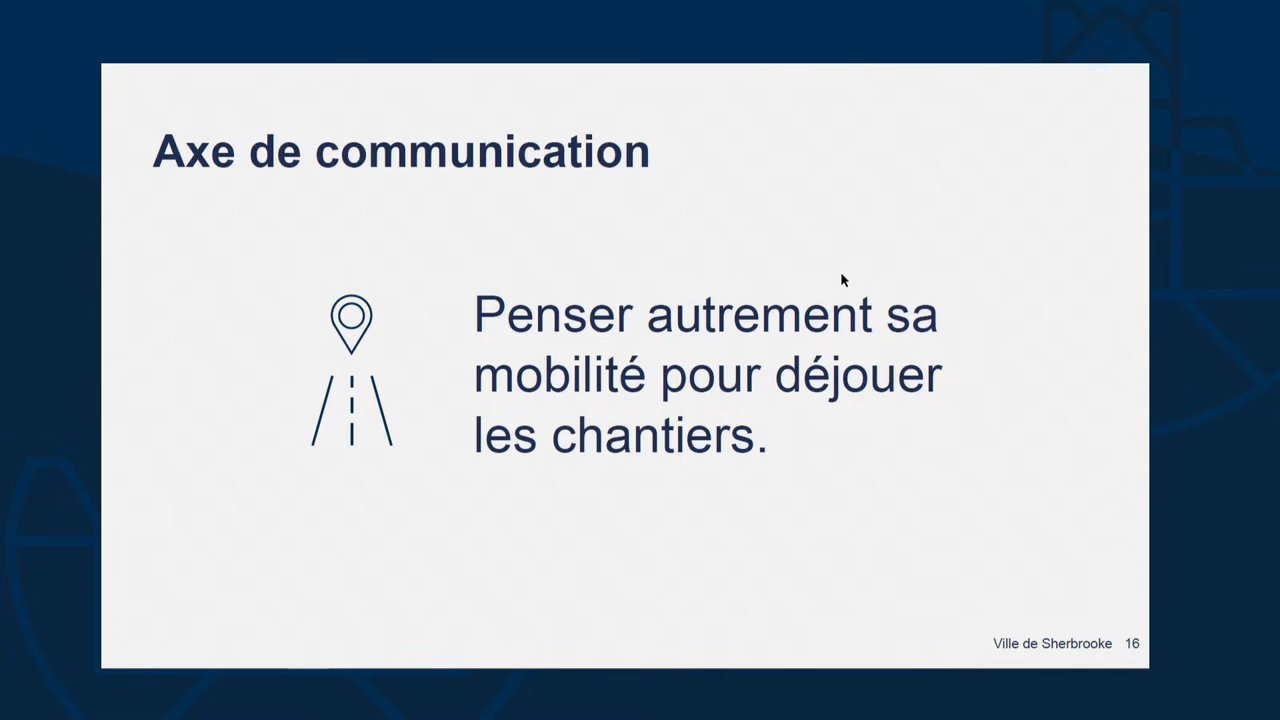 Axe de communication
Penser autrement sa
mobilité pour déjouer
les chantiers.
Ville de Sherbrooke 16